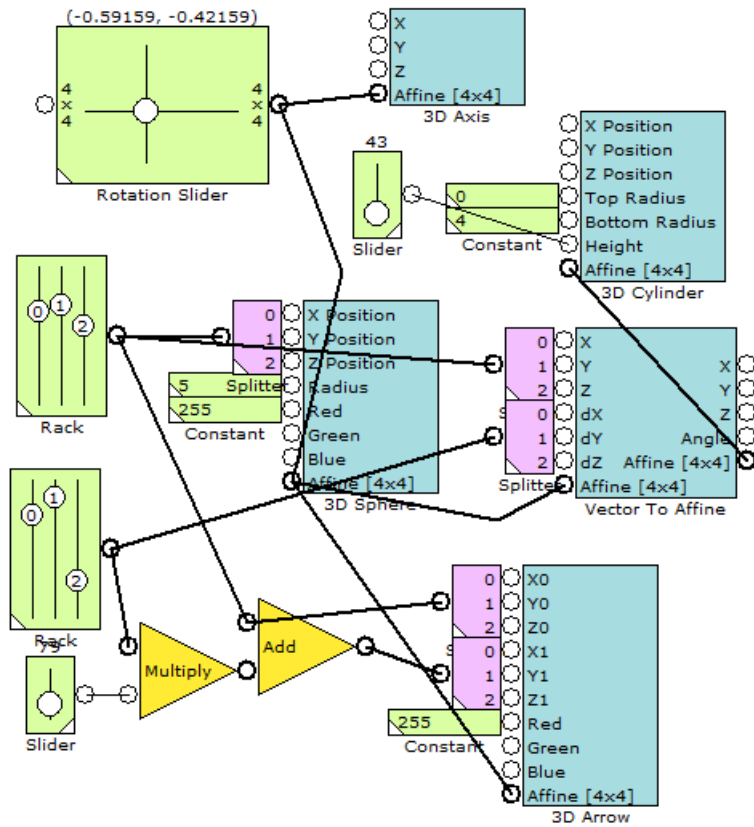 (-0.59159, -0.42159)
4
x
4
4
x
4
Rotation Slider
X
Y
Z
Affine [4x4]
3D Axis
43
Slider
0
4
Constant
X Position
Y Position
Z Position
Top Radius
Bottom Radius
Height
Affine [4x4]
3D Cylinder
0
1
2
Rack
0
1
2
Splitter
5
255
Constant
X Position
Y Position
Z Position
Radius
Red
Green
Blue
Affine [4x4]
3D Sphere
0
1
2
0
1
2
Splitter
X
Y
Z
dX
dY
dZ
Affine [4x4]
X
Y
Z
Angle
Affine [4x4]
Vector To Affine
0
1
2
Rack
Slider
Multiply
Add
0
1
2
0
1
2
255
Constant
X0
Y0
Z0
X1
Y1
Z1
Red
Green
Blue
Affine [4x4]
3D Arrow